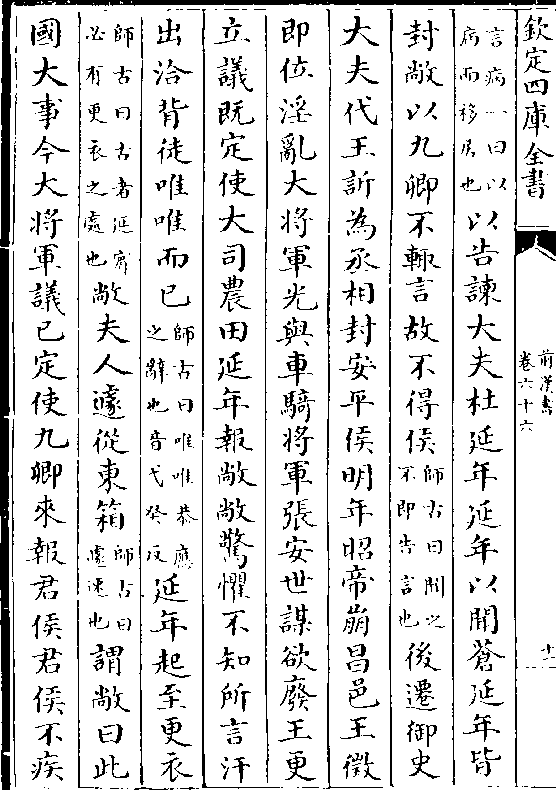 欽定四庫全書
前漢書
卷六十六
十一
言病一曰以
病而移居也以告諫大夫杜延年延年以聞蒼延年皆
封敞以九卿不輒言故不得侯師古曰聞之
不即告言也後遷御史
大夫代王訢為丞相封安平侯明年昭帝崩昌邑王徵
即位淫亂大將軍光與車騎將軍張安世謀欲廢王更
立議既定使大司農田延年報敞敞驚懼不知所言汗
出洽背徒唯唯而已師古曰唯唯恭應
之辭也音弋癸反延年起至更衣
師古曰古者延賓
必有更衣之處也敞夫人遽從東箱師古曰
遽速也謂敞曰此
國大事今大將軍議已定使九卿來報君侯君侯不疾